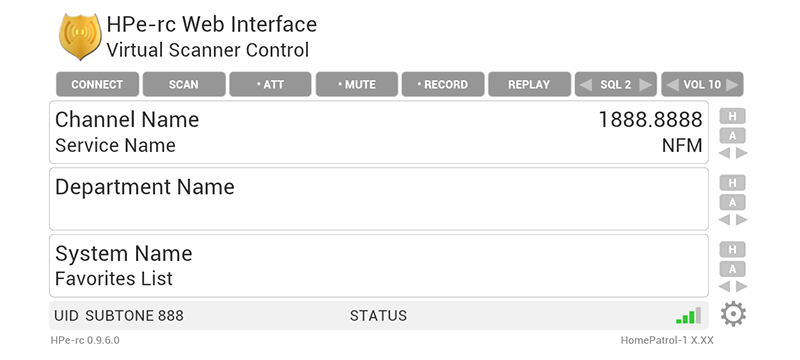 HPe-rc Web Interface
Virtual Scanner Control
CONNECT SCAN • ATT • MUTE • RECORD REPLAY SQL 2 VOL 10
Channel Name 1888.8888 H
Service Name NFM A
Department Name H
A
System Name H
Favorites List A
UID SUBTONE 888 STATUS
HPe-rc 0.9.6.0 HomePatrol-1 X.XX